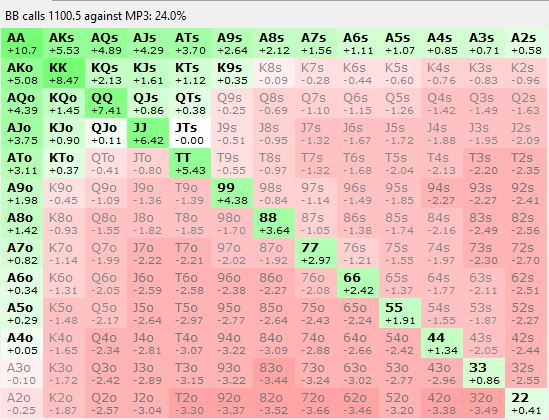 BB calls 1100.5 against MP3: 24.0%
AA AKs AQs AJs ATs A9s A8s A7s A6s A5s A4s A3s A2s
+10.7 +5.53 +4.89 +4.29 +3.70 +2.64 +2.12 +1.56 +1.11 +1.07 +0.85 +0.71 +0.58
AKo KK KQs KJs KTs K9s K8s K7s K6s K5s K4s K3s K2s
+5.08 +8.47 +2.13 +1.61 +1.12 +0.35 -0.09 -0.28 -0.44 -0.60 -0.76 -0.83 -0.96
AQo KQo QQ QJs QTs Q9s Q8s Q7s Q6s Q5s Q4s Q3s Q2s
+4.39 +1.45 +7.41 +0.86 +0.38 -0.25 -0.69 -1.10 -1.15 -1.26 -1.42 -1.49 -1.63
AJo KJo QJo JJ JTs J9s J8s J7s J6s J5s J4s J3s J2s
+3.75 +0.90 +0.11 +6.42 -0.00 -0.51 -0.95 -1.32 -1.70 -1.72 -1.88 -1.95 -2.09
ATo KTo QTo JTo TT T9s T8s T7s T6s T5s T4s T3s T2s
+3.11 +0.37 -0.41 -0.80 +5.43 -0.55 -0.97 -1.32 -1.68 -2.04 -2.13 -2.20 -2.35
A9o K9o Q9o J9o T9o 99 98s 97s 96s 95s 94s 93s 92s
+1.98 -0.45 -1.09 -1.36 -1.39 +4.38 -0.84 -1.14 -1.49 -1.85 -2.27 -2.27 -2.41
A8o K8o Q8o J8o T8o 98o 88 87s 86s 85s 84s 83s 82s
+1.42 -0.93 -1.55 -1.82 -1.85 -1.70 +3.64 -1.05 -1.38 -1.74 -2.16 -2.49 -2.56
A7o K7o Q7o J7o T7o 97o 87o 77 76s 75s 74s 73s 72s
+0.82 -1.14 -1.99 -2.22 -2.21 -2.02 -1.92 +2.97 -1.21 -1.55 -1.97 -2.30 -2.70
A6o K6o Q6o J6o T6o 96o 86o 76o 66 65s 64s 63s 62s
+0.34 -1.31 -2.05 -2.59 -2.58 -2.38 -2.27 -2.08 +2.42 -1.37 -1.77 -2.11 -2.51
A5o K5o Q5o J5o T5o 95o 85o 75o 65o 55 54s 53s 52s
+0.29 -1.48 -2.17 -2.64 -2.97 -2.77 -2.64 -2.43 -2.24 +1.91 -1.55 -1.87 -2.27
A4o K4o Q4o J4o T4o 94o 84o 74o 64o 54o 44 43s 42s
+0.05 -1.65 -2.34 -2.81 -3.07 -3.22 -3.09 -2.88 -2.66 -2.42 +1.34 -2.05 -2.44
A3o K3o Q3o J3o T3o 93o 83o 73o 63o 53o 43o 33 32s
-0.10 -1.72 -2.42 -2.89 -3.15 -3.22 -3.44 -3.24 -3.02 -2.77 -2.96 +0.86 -2.55
A2o K2o Q2o J2o T2o 92o 82o 72o 62o 52o 42o 32o 22
-0.25 -1.87 -2.57 -3.04 -3.30 -3.37 -3.52 -3.66 -3.46 -3.20 -3.38 -3.49 +0.41